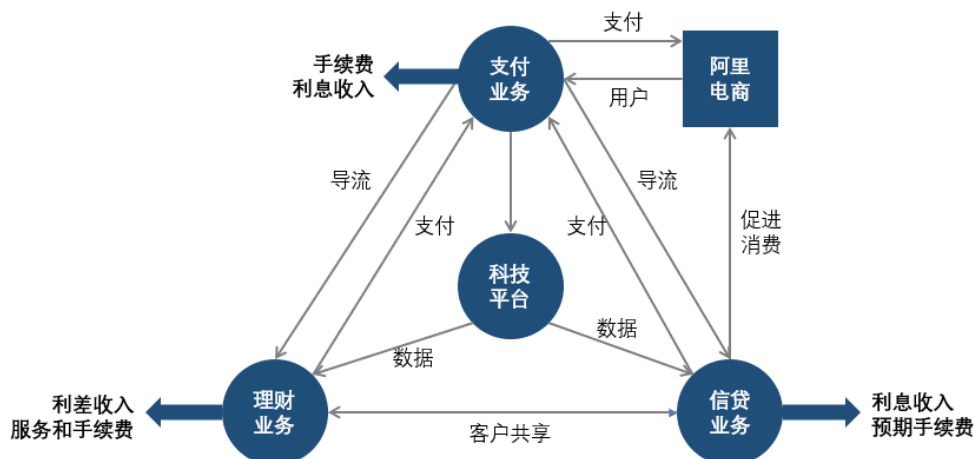 支付
手续费
利息收入
支付
业务
阿里
电商
用户
导流
导流
支付
支付
促进
消费
科技
平台
数据
数据
利差收入
服务和手续费
理财
业务
客户共享
信贷
业务
利息收入
预期手续费